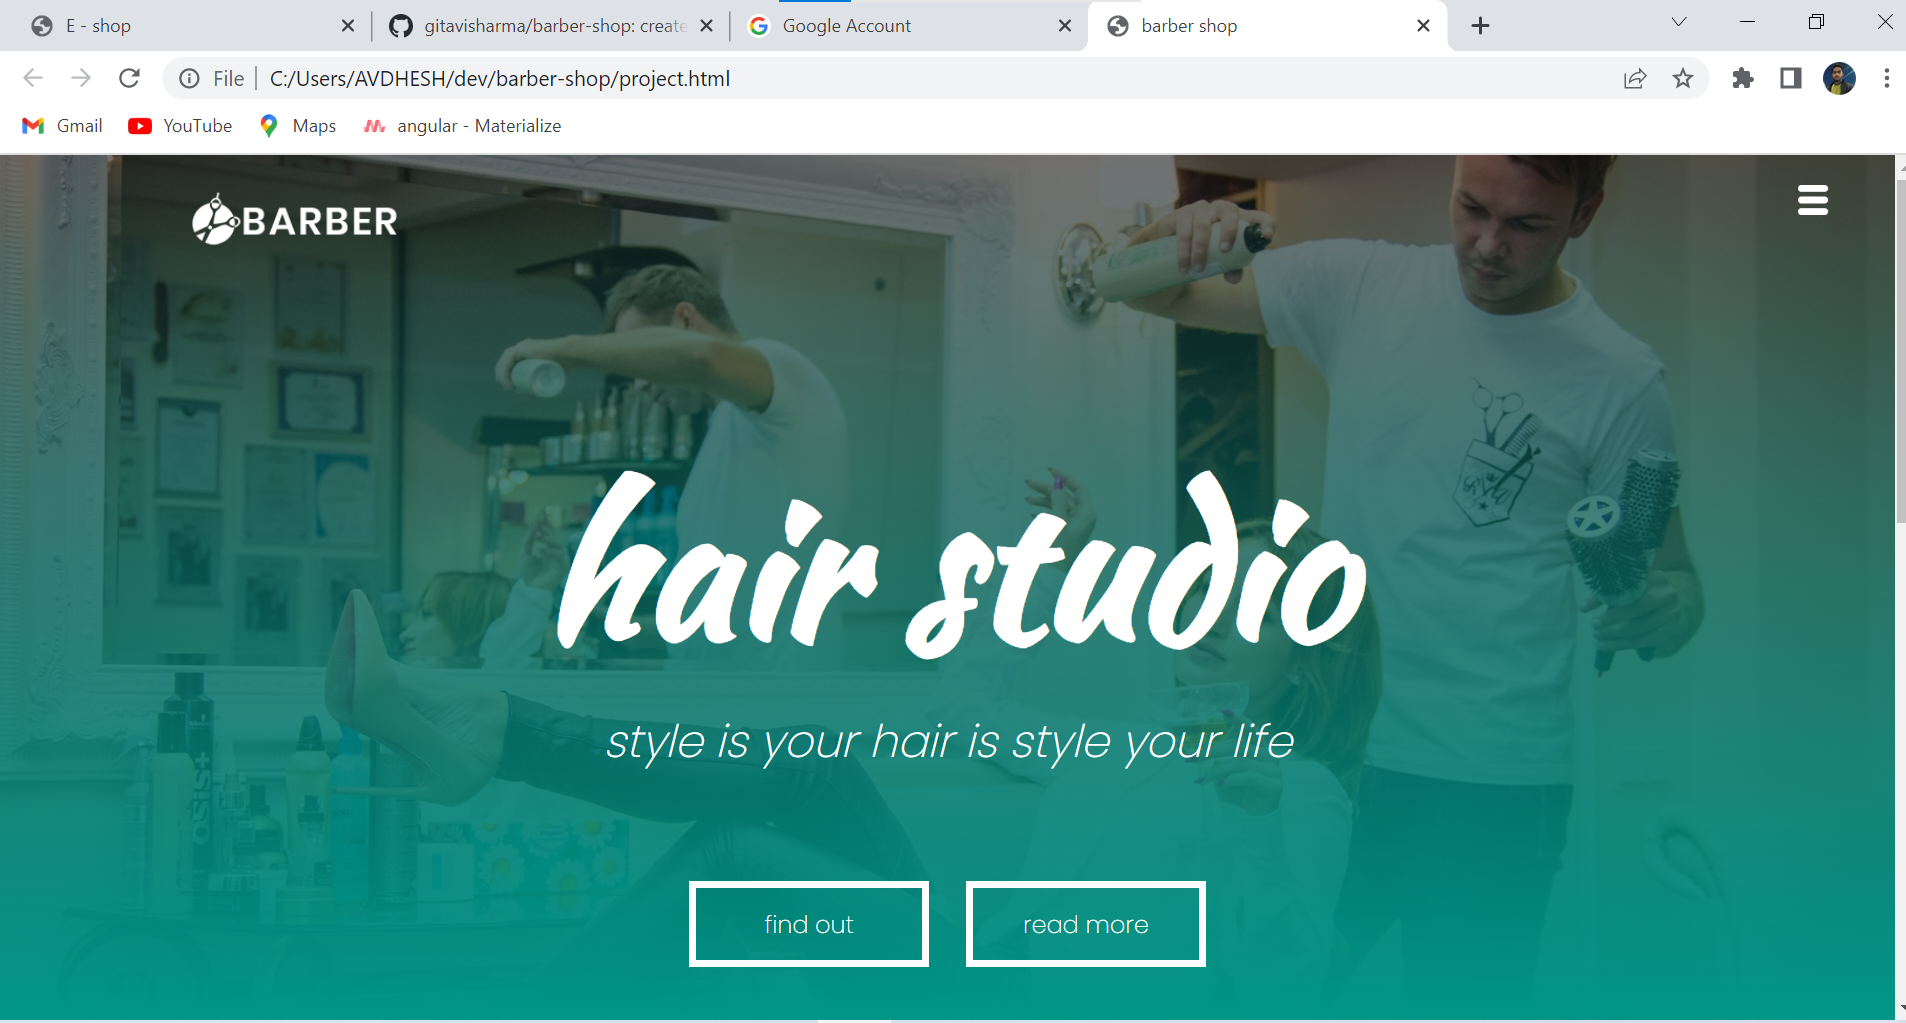 E - shop
gitavisharma/barber-shop: create
Google Account
barber shop
File
C:/Users/AVDHESH/dev/barber-shop/project.html
Gmail
YouTube
Maps
angular - Materialize
BARBER
hair studio
style is your hair is style your life
OSIS+
find out
read more